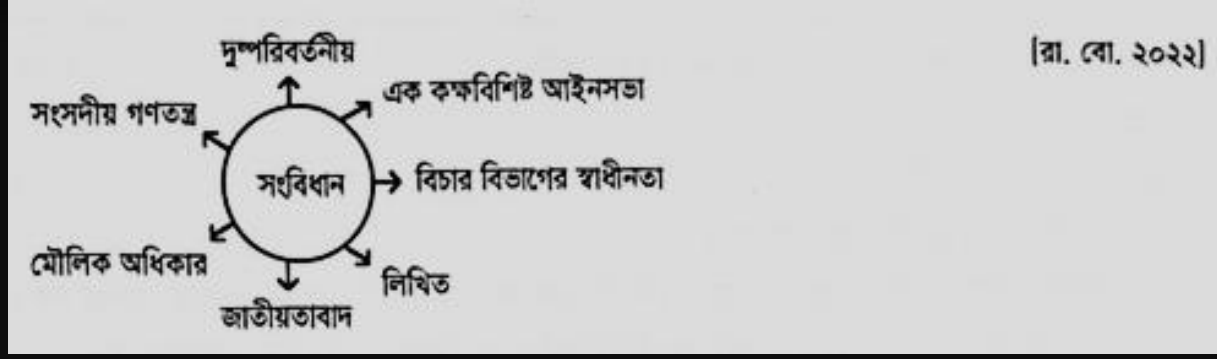 দুষ্পরিবর্তনীয়
[রা. বো. ২০২২]
এক কক্ষবিশিষ্ট আইনসভা
সংসদীয় গণতন্ত্র
সংবিধান
বিচার বিভাগের স্বাধীনতা
মৌলিক অধিকার
লিখিত
জাতীয়তাবাদ